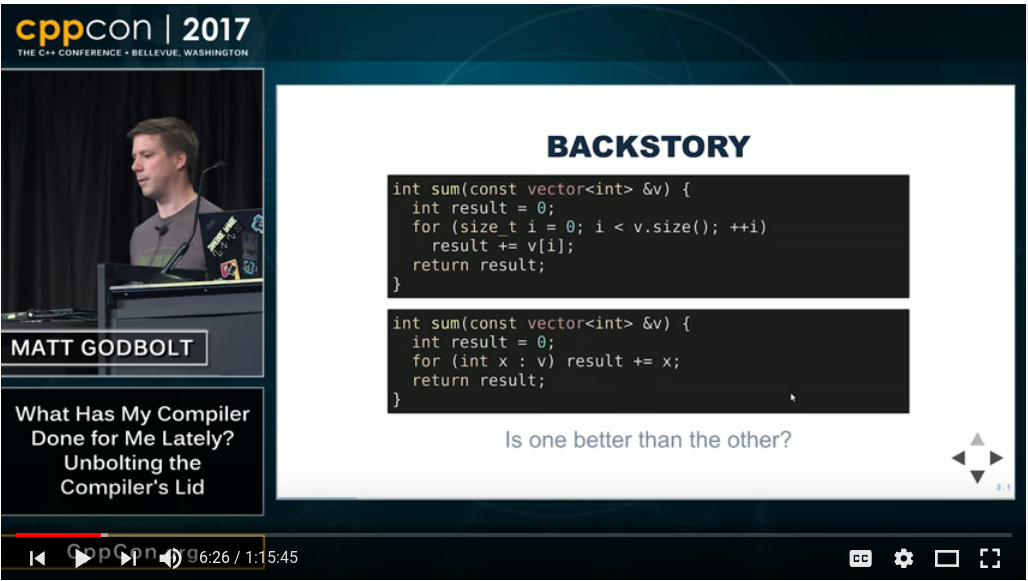 cppcon | 2017
THE C++ CONFERENCE • BELLEVUE, WASHINGTON
MATT GODBOLT
What Has My Compiler
Done for Me Lately?
Unbolting the
Compiler's Lid
CppCon.org
BACKSTORY
int sum(const vector<int> &v) {
  int result = 0;
  for (size_t i = 0; i < v.size(); ++i)
    result += v[i];
  return result;
}
int sum(const vector<int> &v) {
  int result = 0;
  for (int x : v) result += x;
  return result;
}
Is one better than the other?
3.1
6:26 / 1:15:45
CC